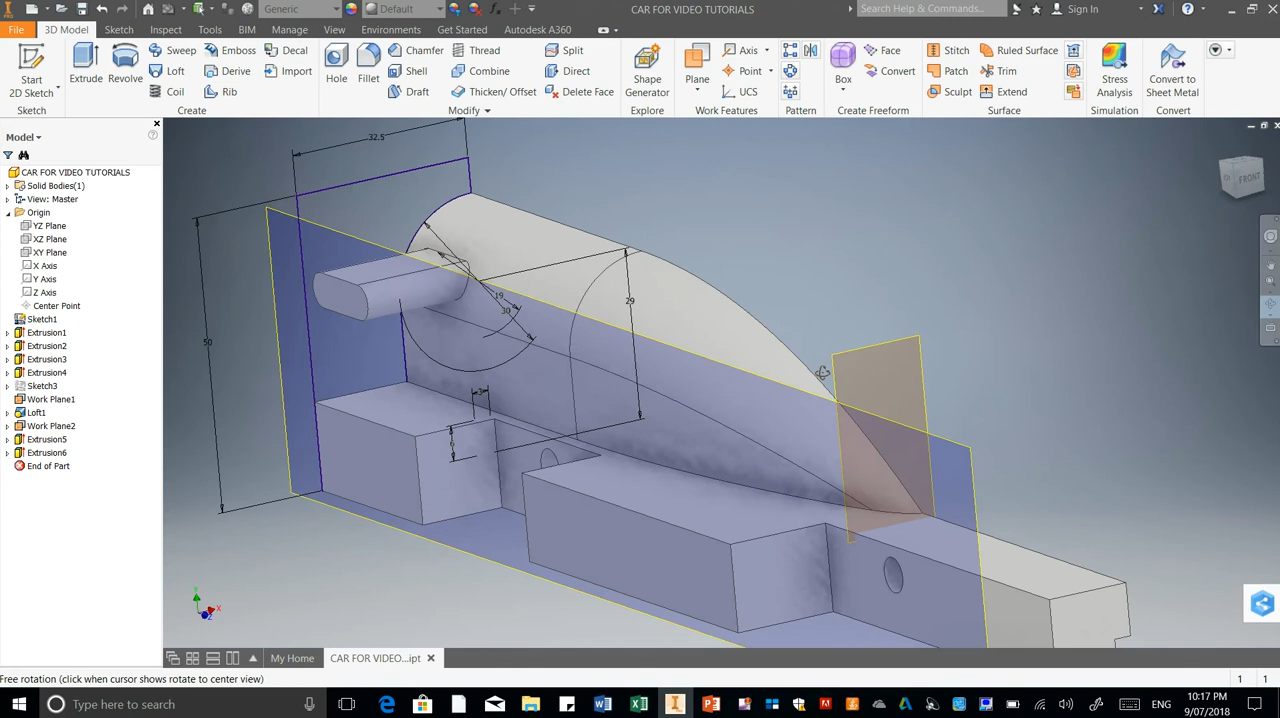 Generic
Default
CAR FOR VIDEO TUTORIALS
Search Help & Commands...
Sign In
PRO
File 3D Model Sketch Inspect Tools BIM Manage View Environments Get Started Autodesk A360
Start 2D Sketch
Sketch
Extrude Revolve
Sweep Emboss Decal
Loft Derive Import
Coil Rib
Create
Hole Fillet
Chamfer Thread Split
Shell Combine Direct
Draft Thicken/ Offset Delete Face
Modify
Shape Generator
Explore
Plane
Axis
Point
UCS
Work Features
Pattern
Box
Face
Convert
Create Freeform
Stitch Ruled Surface
Patch Trim
Sculpt Extend
Surface
Stress Analysis
Simulation
Convert to Sheet Metal
Convert
Model
CAR FOR VIDEO TUTORIALS
Solid Bodies(1)
View: Master
Origin
YZ Plane
XZ Plane
XY Plane
X Axis
Y Axis
Z Axis
Center Point
Sketch1
Extrusion1
Extrusion2
Extrusion3
Extrusion4
Sketch3
Work Plane1
Loft1
Work Plane2
Extrusion5
Extrusion6
End of Part
32.5
50
19
30
29
3
FRONT
X
Z
My Home
CAR FOR VIDEO...ipt
Free rotation (click when cursor shows rotate to center view)
1 1
Type here to search
ENG
10:17 PM
9/07/2018